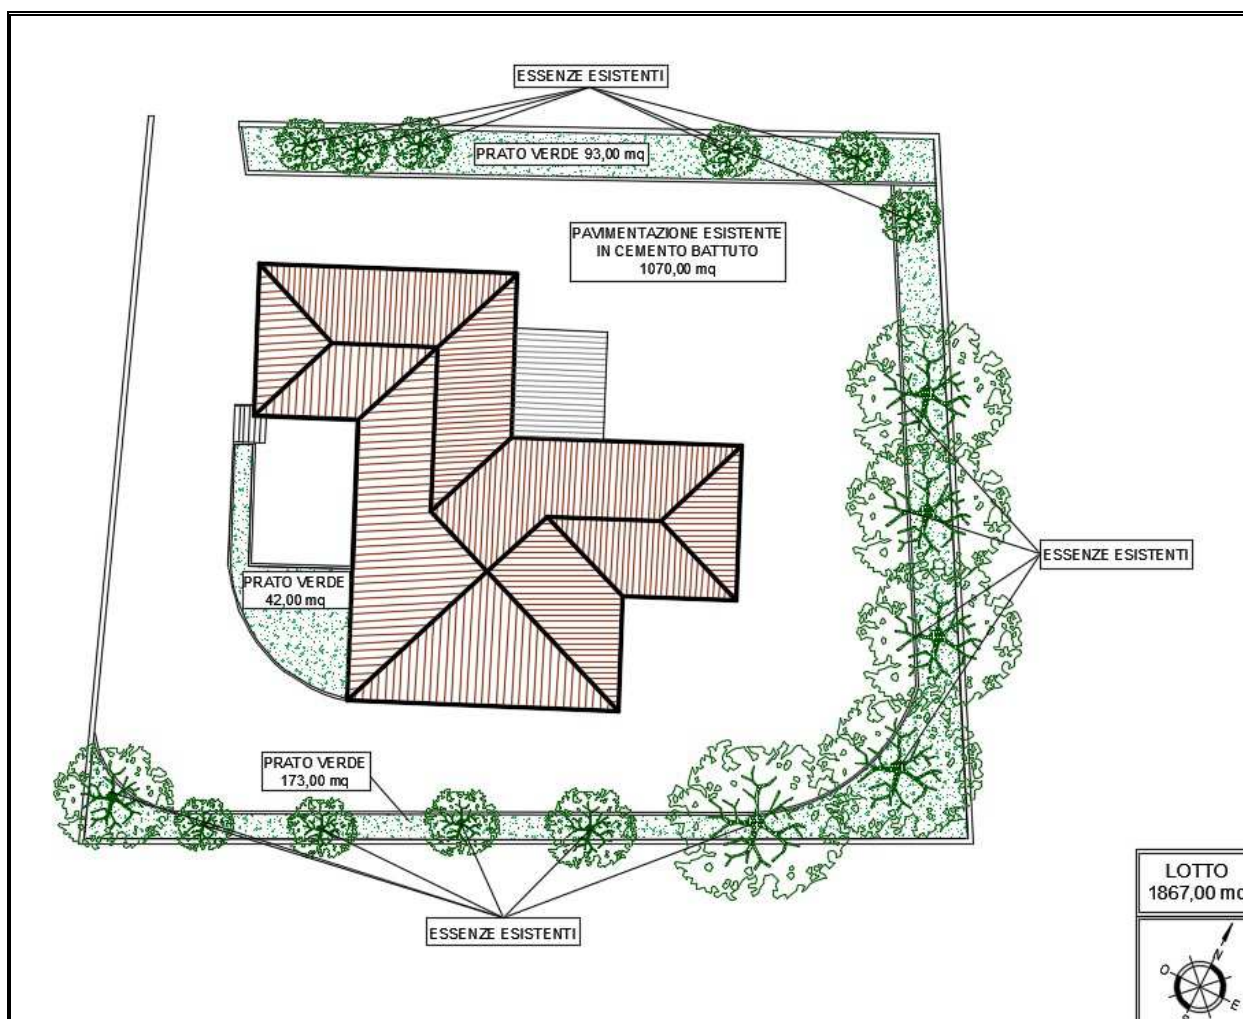 ESSENZE ESISTENTI
PRATO VERDE 93,00 mq
PAVIMENTAZIONE ESISTENTE
IN CEMENTO BATTUTO
1070,00 mq
ESSENZE ESISTENTI
PRATO VERDE
42,00 mq
PRATO VERDE
173,00 mq
ESSENZE ESISTENTI
LOTTO
1867,00 mq
N
O
E